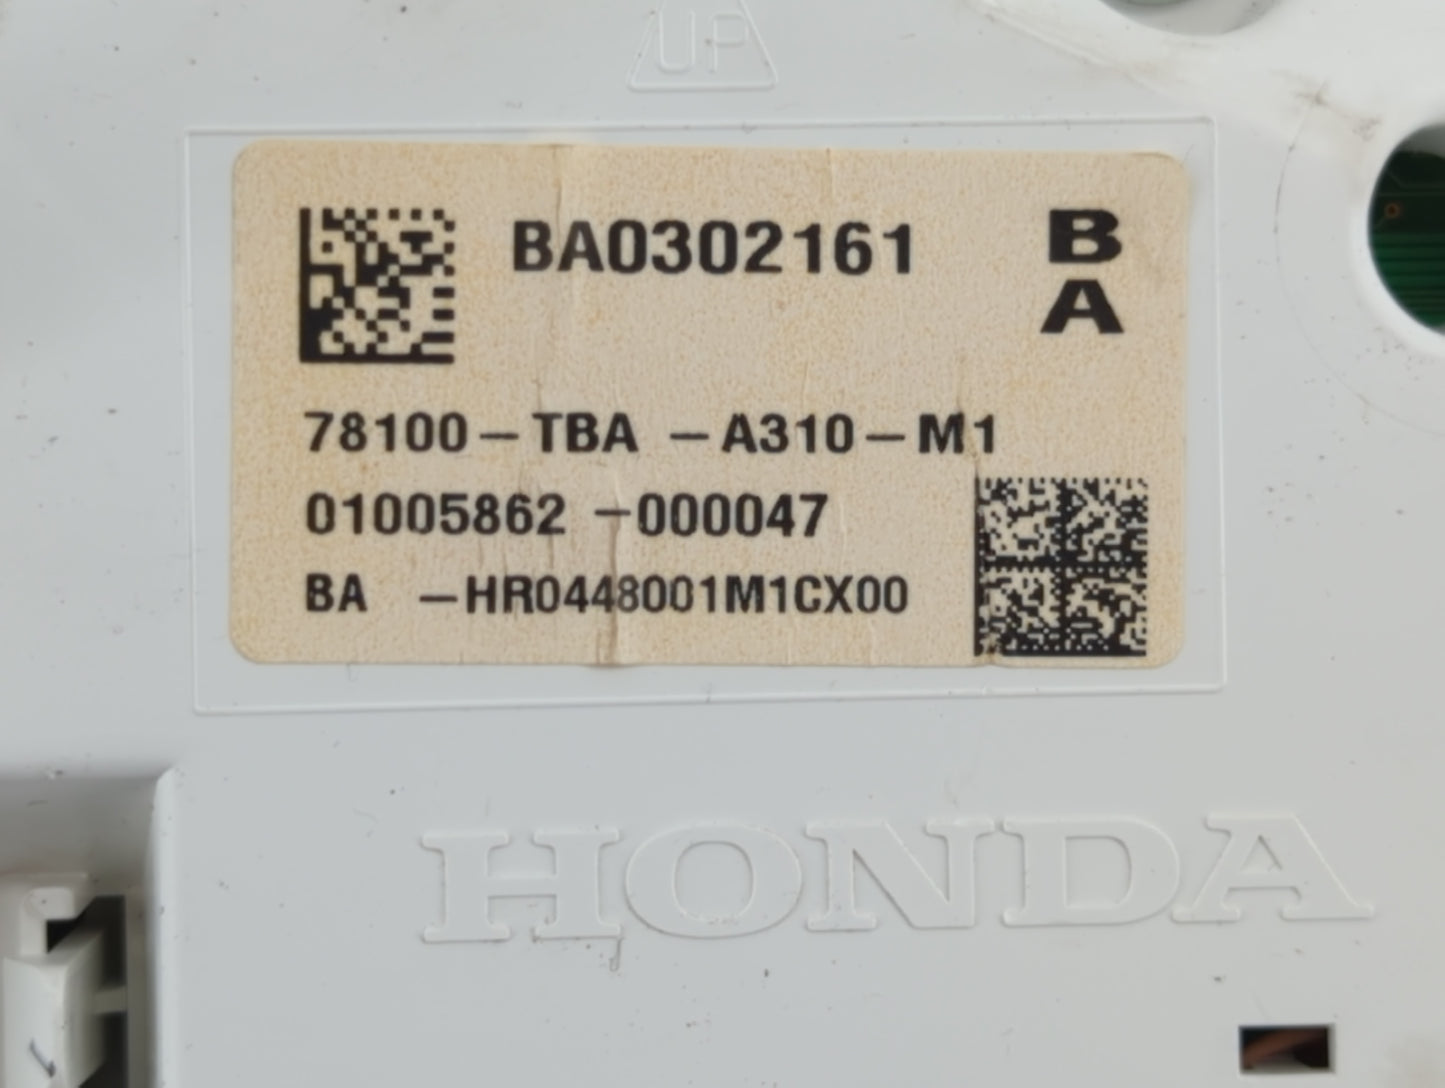 UP
BA0302161
B
A
78100-TBA -A310-M1
01005862 -000047
BA -HR0448001M1CX00
HONDA